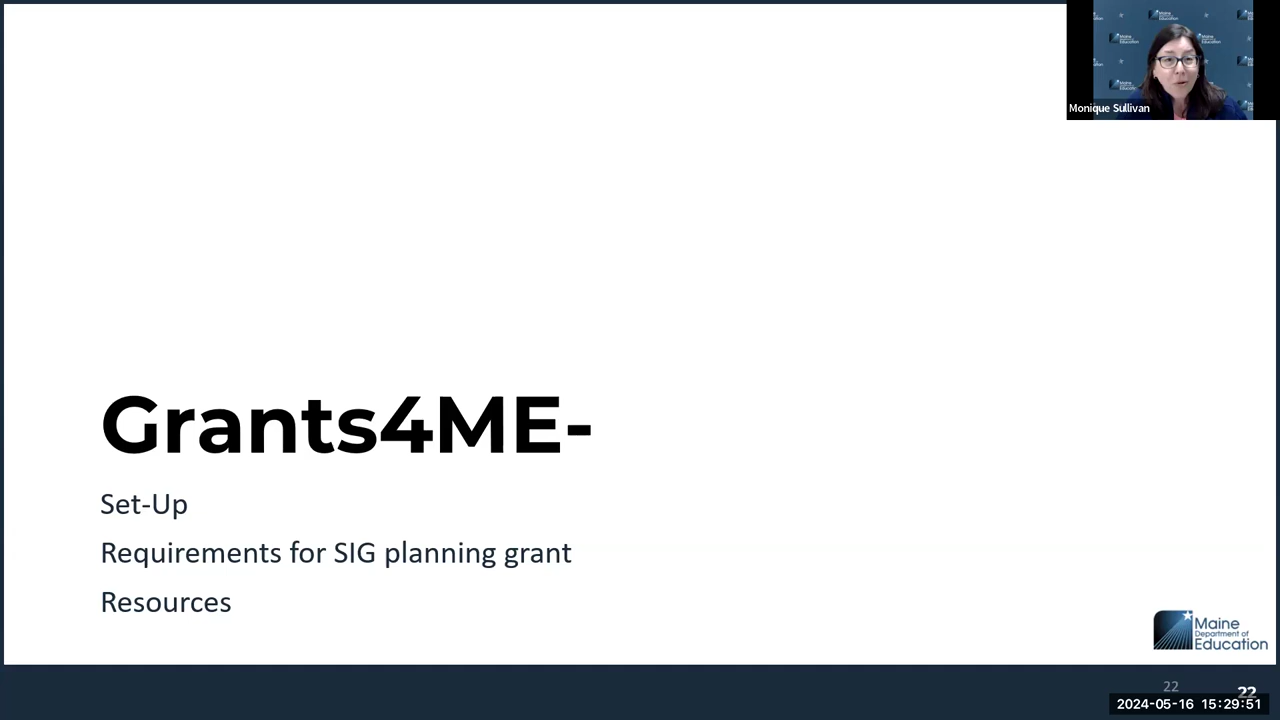 Monique Sullivan
Grants4ME-
Set-Up
Requirements for SIG planning grant
Resources
Maine
Department of
Education
22
22
2024-05-16 15:29:51